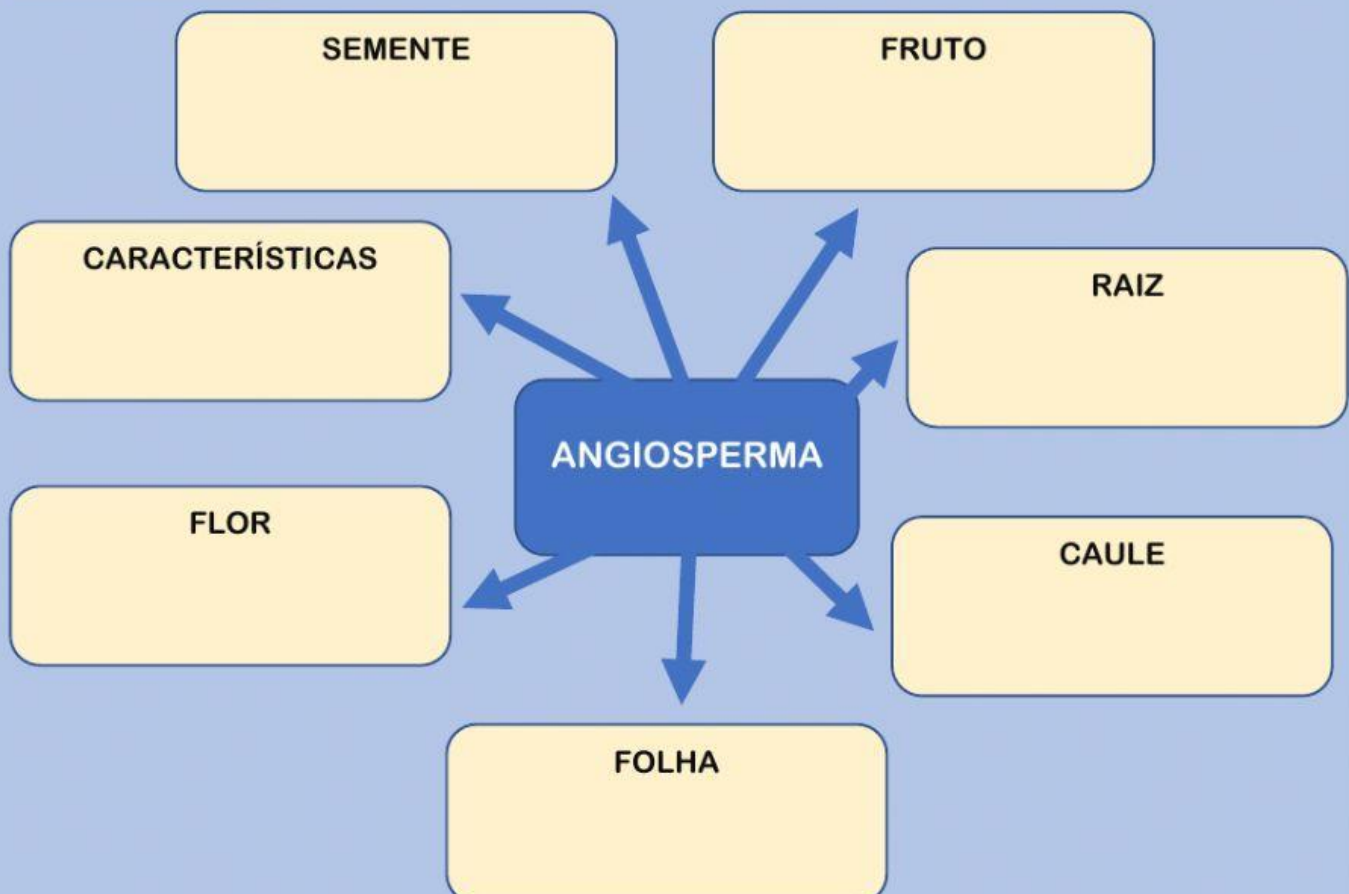 SEMENTE
FRUTO
CARACTERÍSTICAS
RAIZ
ANGIOSPERMA
FLOR
CAULE
FOLHA